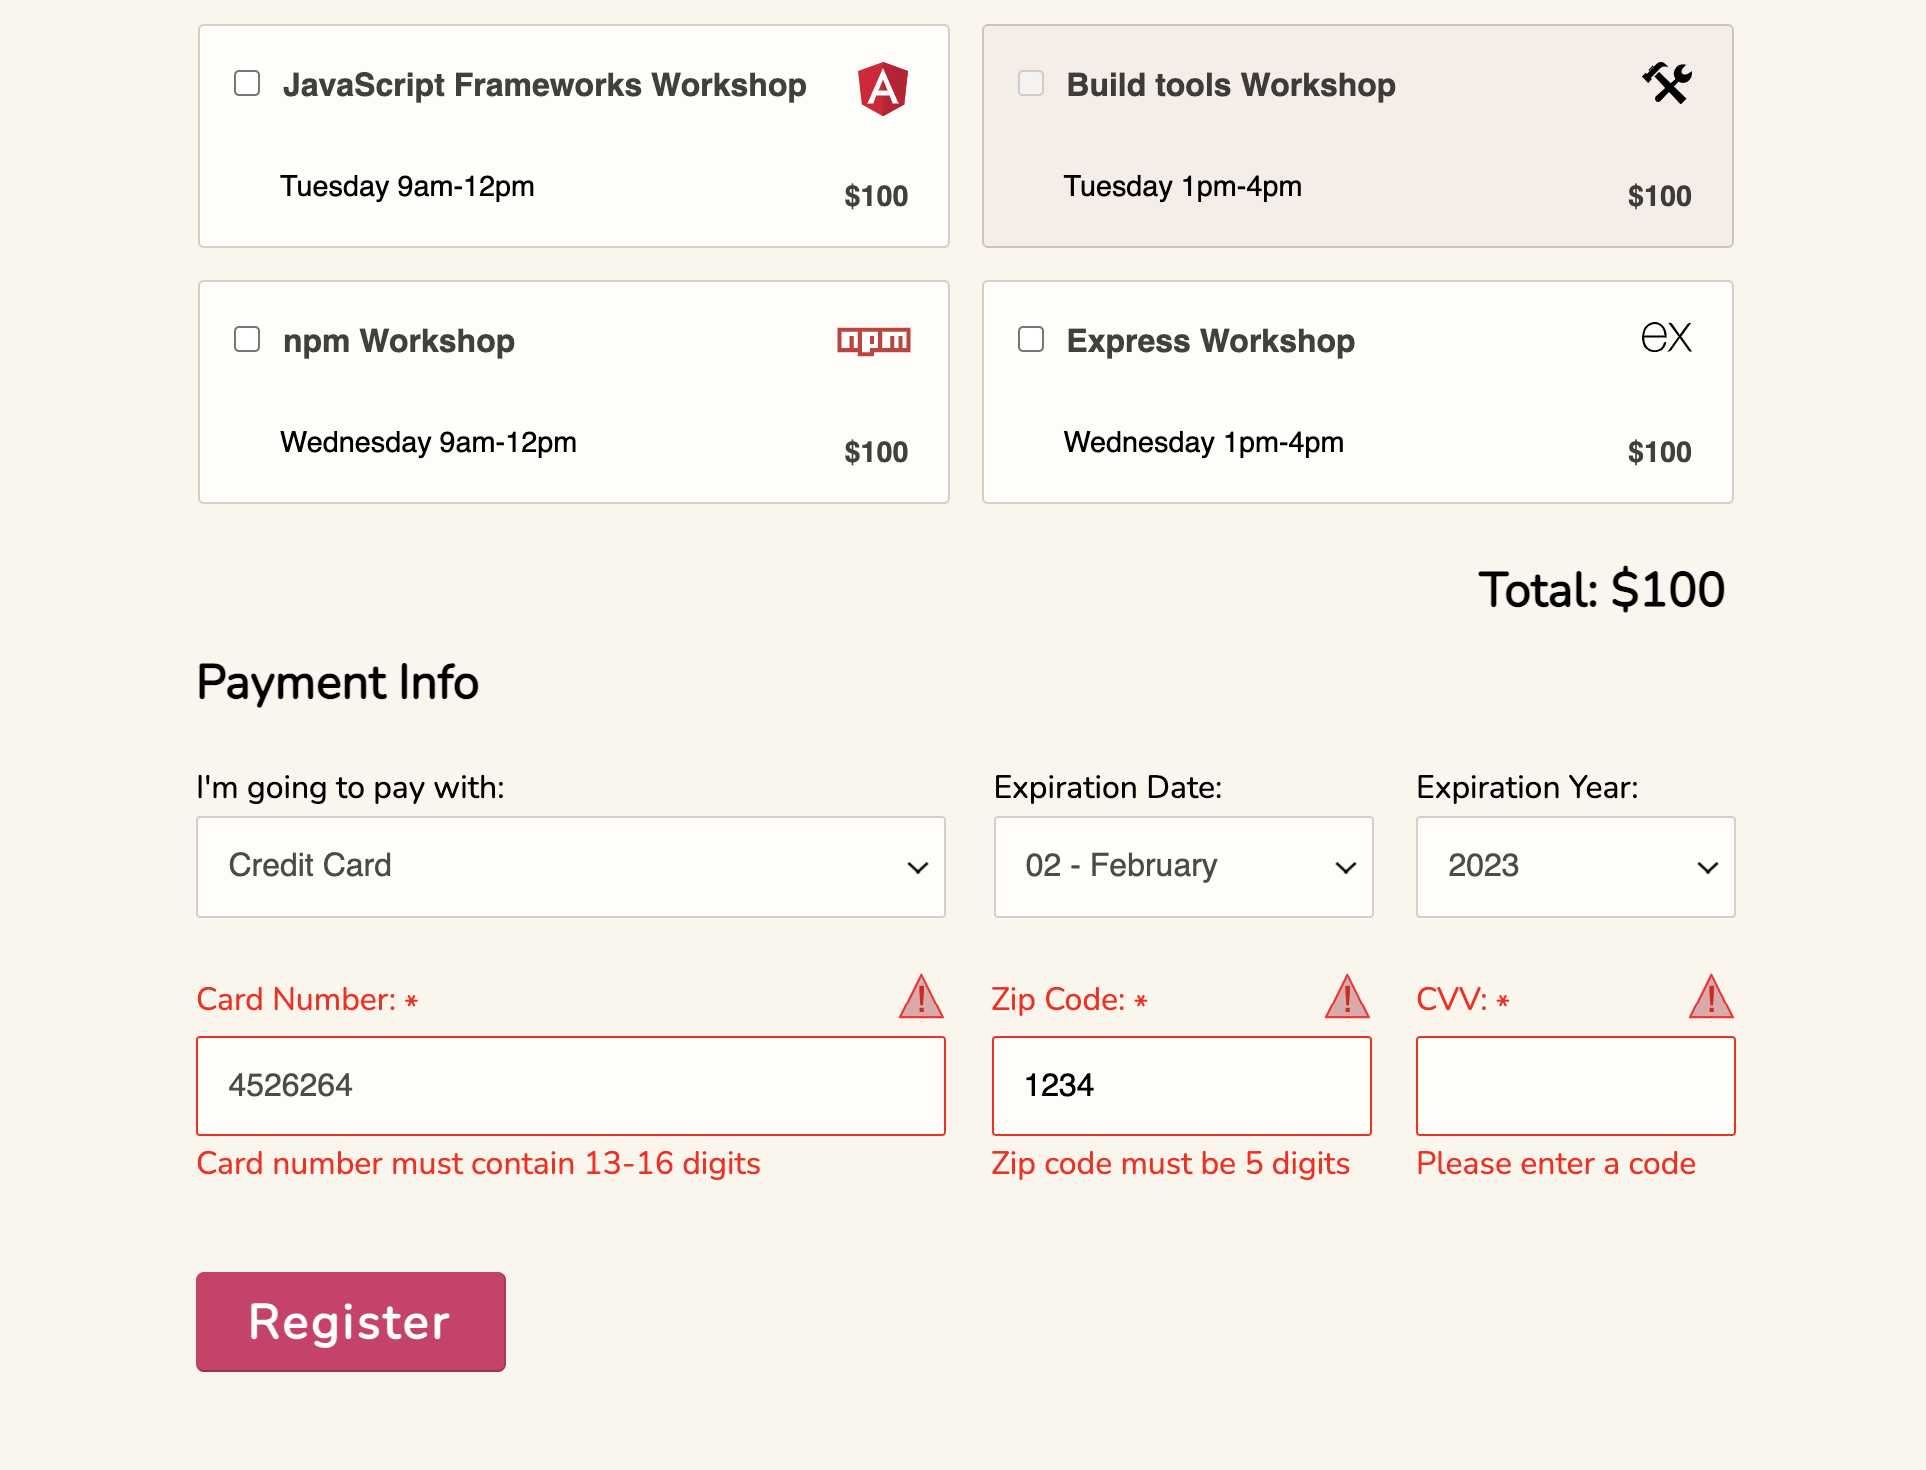 JavaScript Frameworks Workshop
Tuesday 9am-12pm
$100
Build tools Workshop
Tuesday 1pm-4pm
$100
npm Workshop
npm
Wednesday 9am-12pm
$100
Express Workshop
ex
Wednesday 1pm-4pm
$100
Total: $100
Payment Info
I'm going to pay with:
Credit Card
Expiration Date:
02 - February
Expiration Year:
2023
Card Number: *
4526264
Card number must contain 13-16 digits
Zip Code: *
1234
Zip code must be 5 digits
CVV: *
Please enter a code
Register